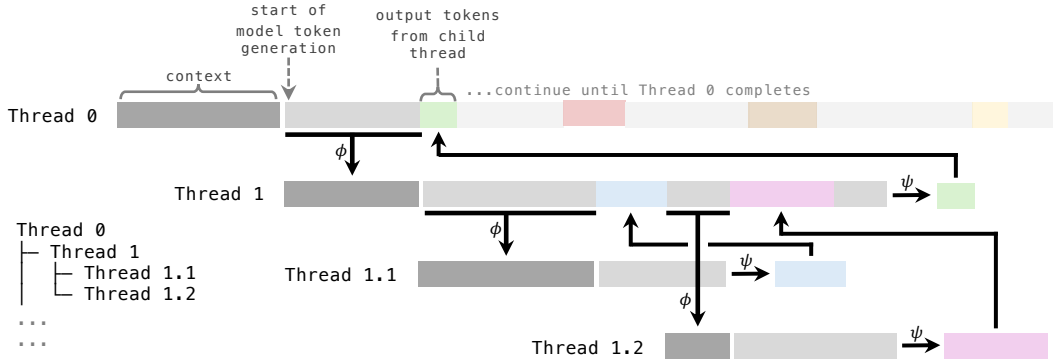 start of
model token
generation
output tokens
from child
thread
context
...continue until Thread 0 completes
Thread 0
ϕ
Thread 1
ψ
ϕ
Thread 0
├─ Thread 1
│  ├─ Thread 1.1
│  └─ Thread 1.2
...
...
Thread 1.1
ψ
ϕ
Thread 1.2
ψ